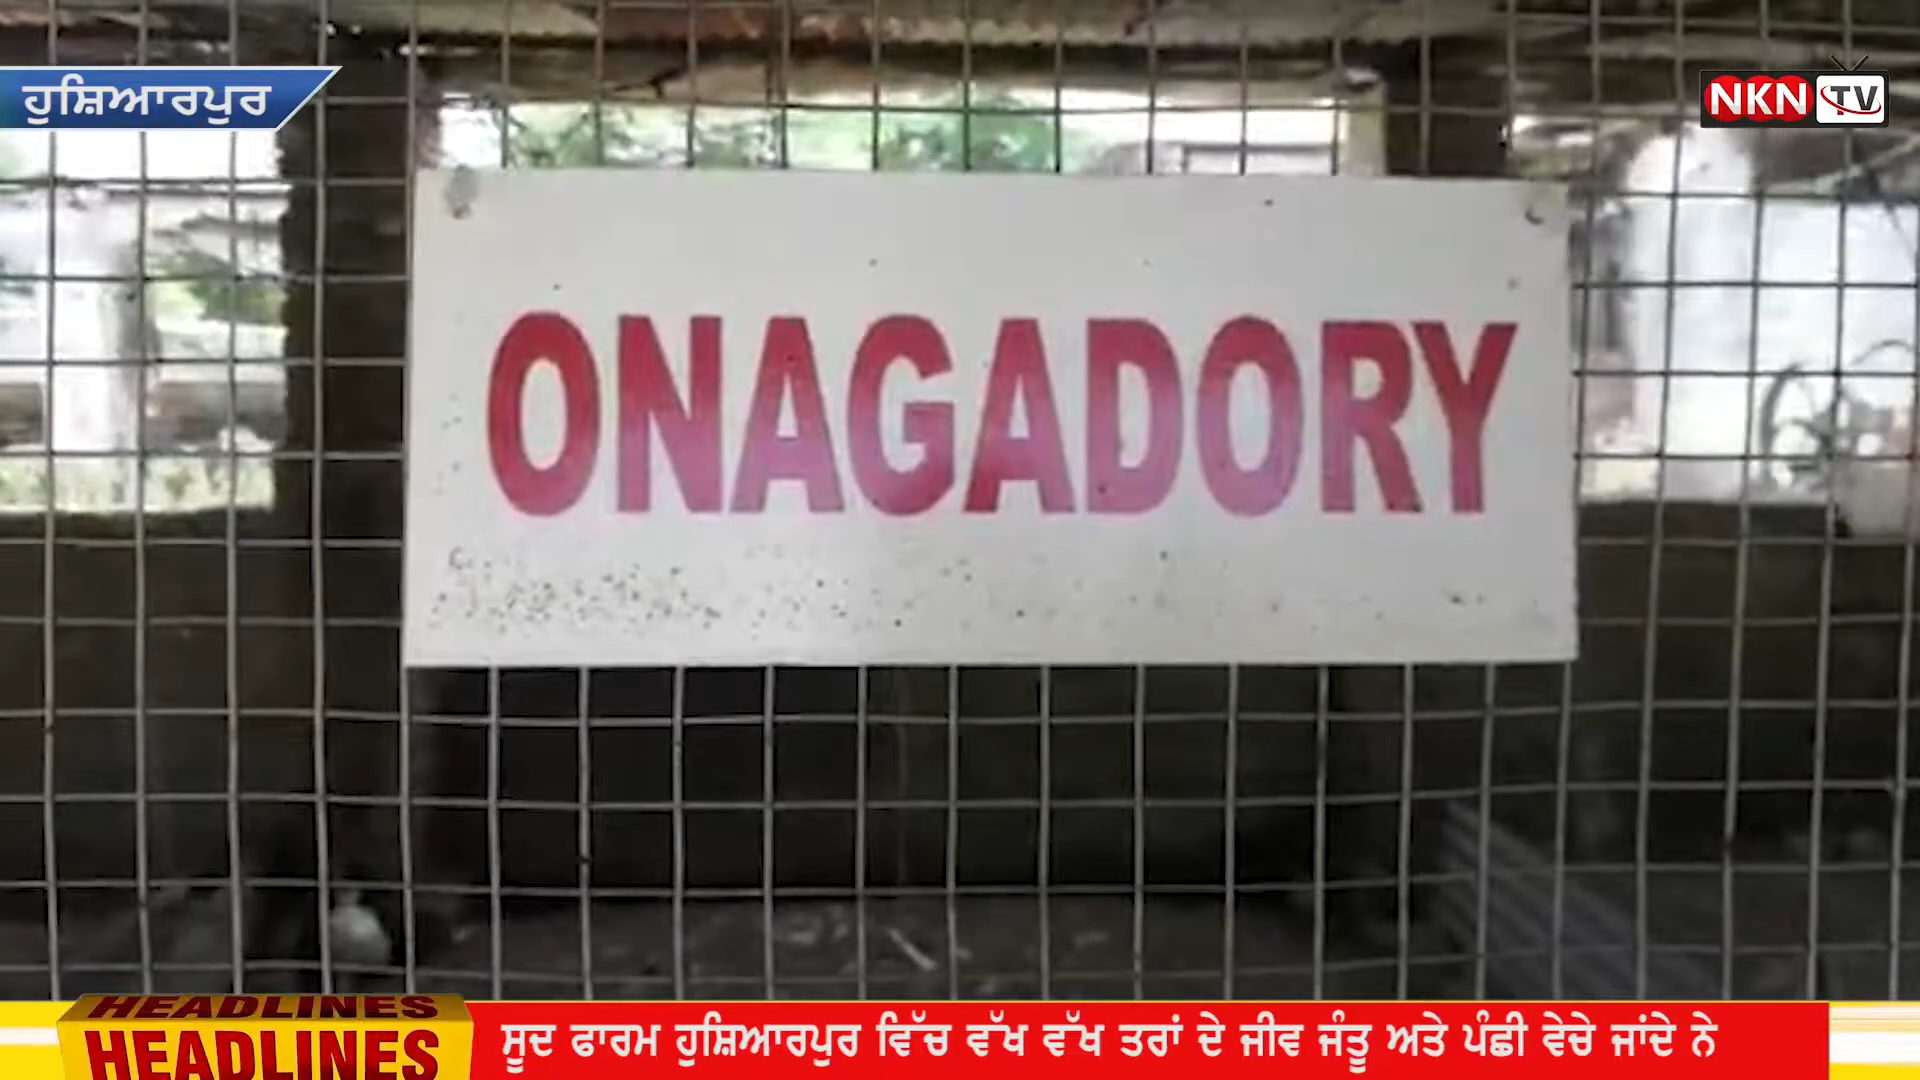 ਹੁਸ਼ਿਆਰਪੁਰ
NKN TV
ONAGADORY
HEADLINES
HEADLINES
ਸੂਦ ਫਾਰਮ ਹੁਸ਼ਿਆਰਪੁਰ ਵਿੱਚ ਵੱਖ ਵੱਖ ਤਰਾਂ ਦੇ ਜੀਵ ਜੰਤੂ ਅਤੇ ਪੰਛੀ ਵੇਚੇ ਜਾਂਦੇ ਨੇ